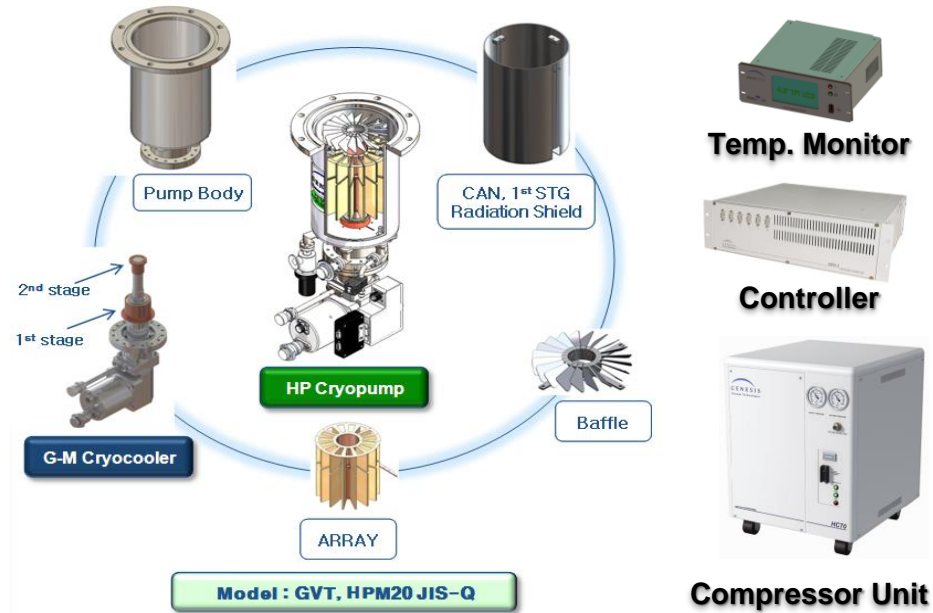 Pump Body
CAN, 1st STG
Radiation Shield
2nd stage
1st stage
HP Cryopump
G-M Cryocooler
Baffle
ARRAY
Model : GVT, HPM20 JIS-Q
Temp. Monitor
Controller
GENESIS
HC70
Compressor Unit